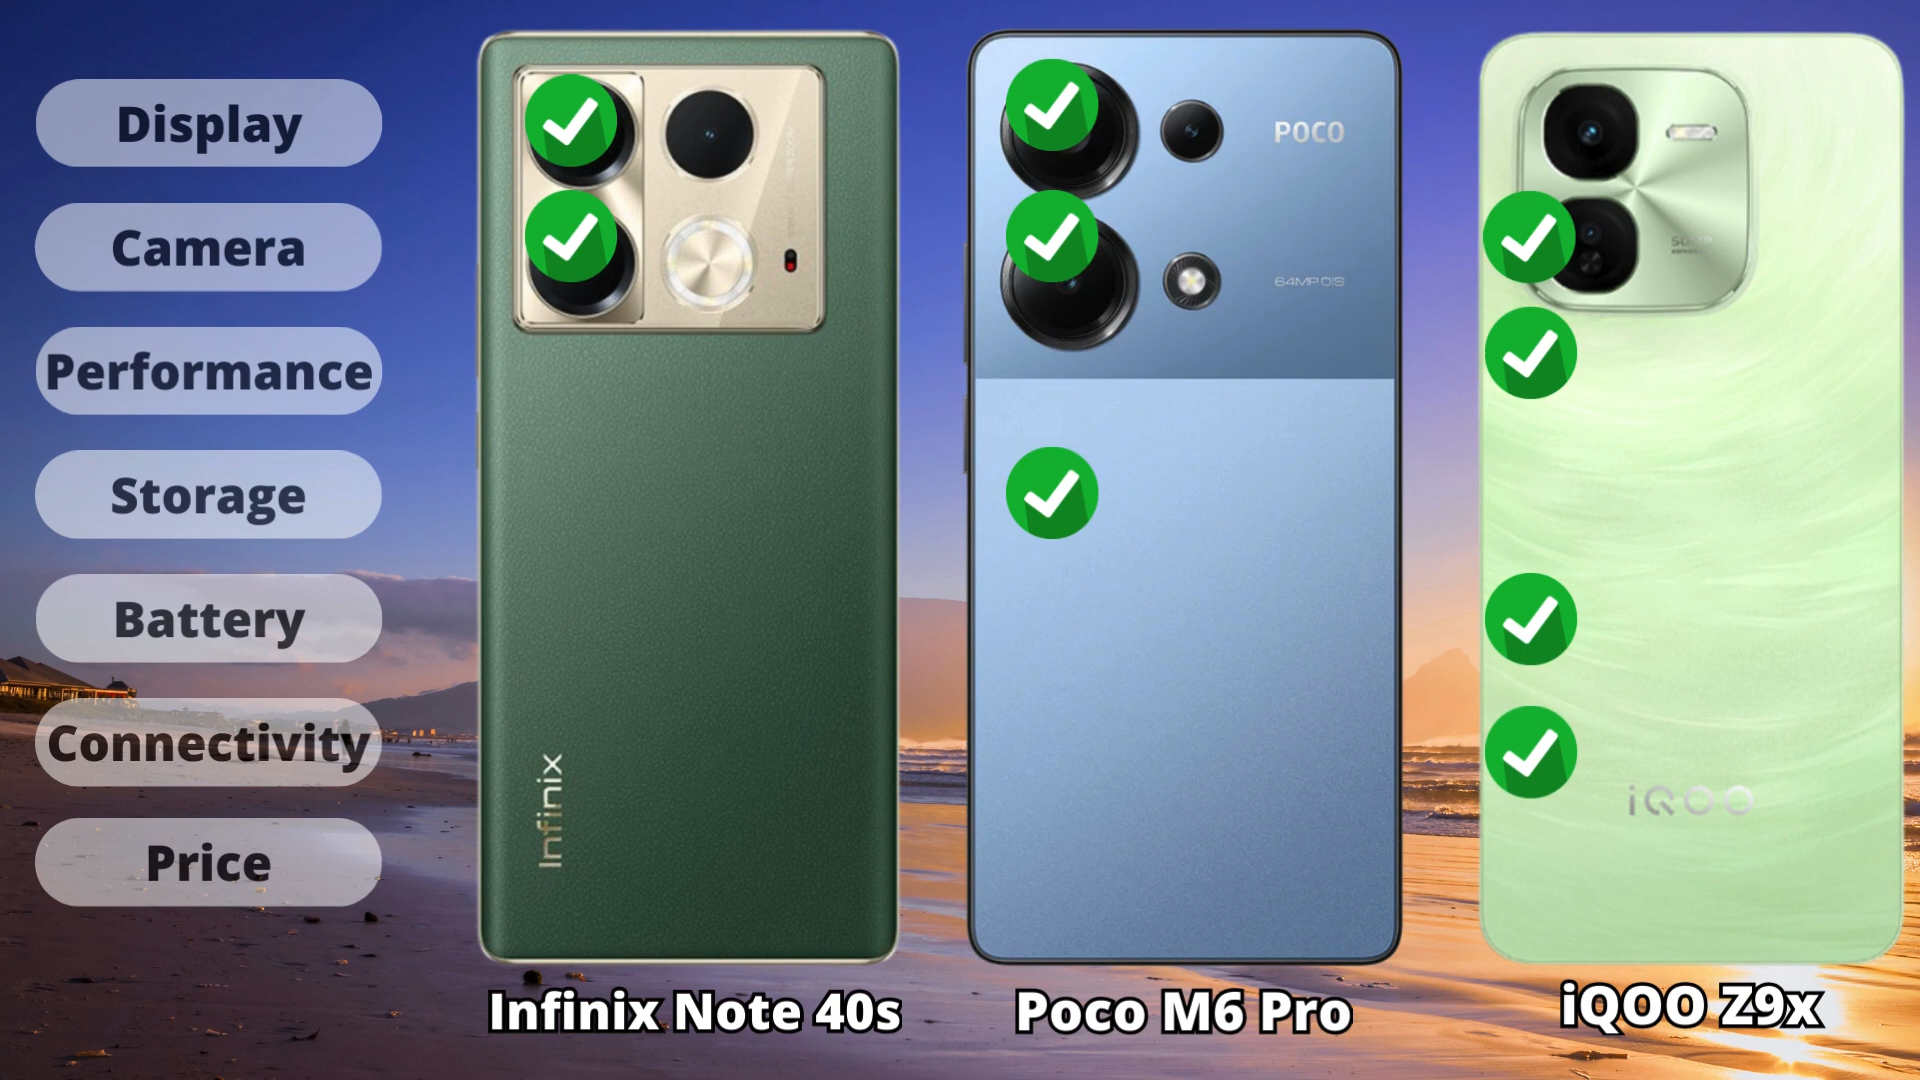 Display
Camera
Performance
Storage
Battery
Connectivity
Price
Infinix
POCO
64MP OIS
iQOO
Infinix Note 40s
Poco M6 Pro
iQOO Z9x